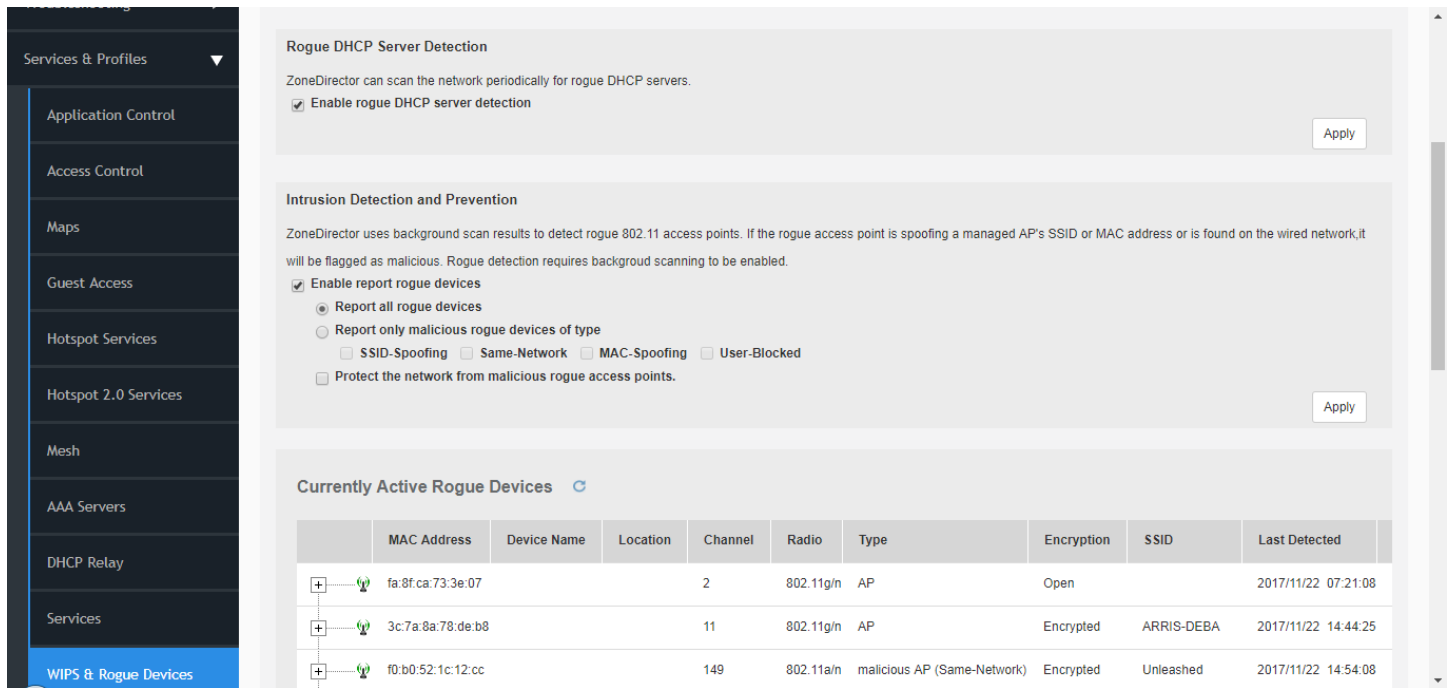 Services & Profiles
Application Control
Access Control
Maps
Guest Access
Hotspot Services
Hotspot 2.0 Services
Mesh
AAA Servers
DHCP Relay
Services
WIPS & Rogue Devices
Rogue DHCP Server Detection
ZoneDirector can scan the network periodically for rogue DHCP servers.
Enable rogue DHCP server detection
Apply
Intrusion Detection and Prevention
ZoneDirector uses background scan results to detect rogue 802.11 access points. If the rogue access point is spoofing a managed AP's SSID or MAC address or is found on the wired network,it
will be flagged as malicious. Rogue detection requires backgroud scanning to be enabled.
Enable report rogue devices
Report all rogue devices
Report only malicious rogue devices of type
SSID-Spoofing Same-Network MAC-Spoofing User-Blocked
Protect the network from malicious rogue access points.
Apply
Currently Active Rogue Devices
MAC Address Device Name Location Channel Radio Type Encryption SSID Last Detected
fa:8f:ca:73:3e:07 2 802.11g/n AP Open 2017/11/22 07:21:08
3c:7a:8a:78:de:b8 11 802.11g/n AP Encrypted ARRIS-DEBA 2017/11/22 14:44:25
f0:b0:52:1c:12:cc 149 802.11a/n malicious AP (Same-Network) Encrypted Unleashed 2017/11/22 14:54:08